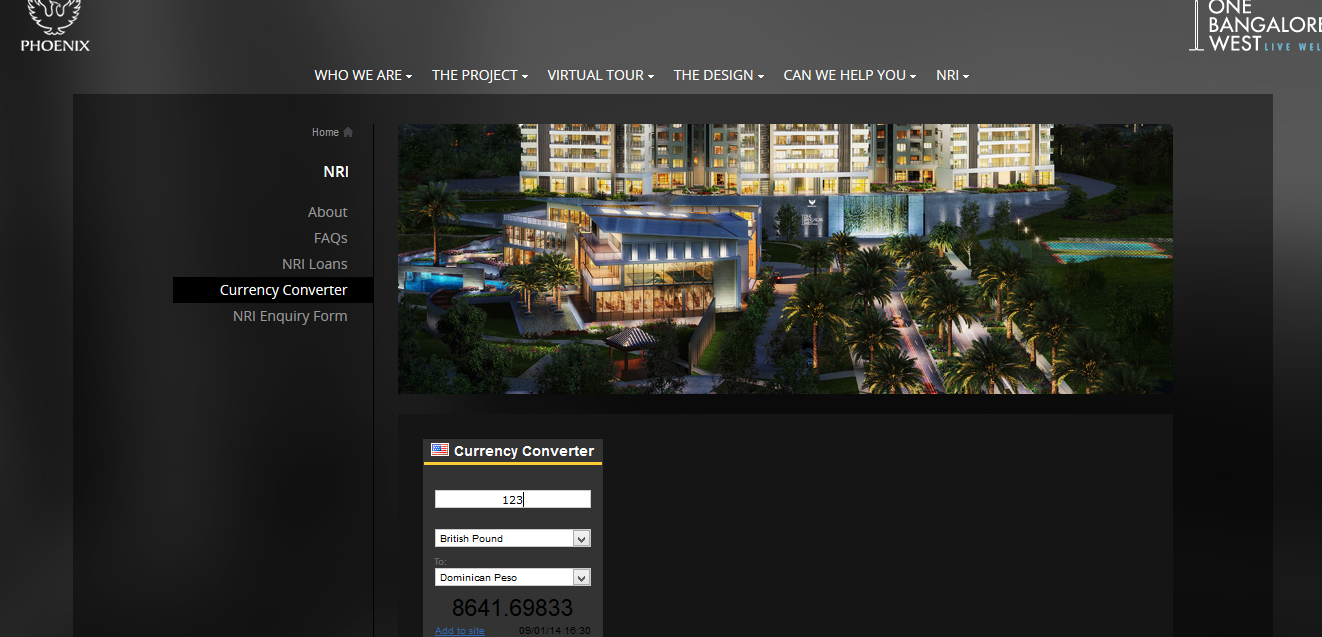 PHOENIX
ONE
BANGALORE
WEST LIVE WEL
WHO WE ARE
THE PROJECT
VIRTUAL TOUR
THE DESIGN
CAN WE HELP YOU
NRI
Home
NRI
About
FAQs
NRI Loans
Currency Converter
NRI Enquiry Form
Currency Converter
123
British Pound
To:
Dominican Peso
8641.69833
Add to site
09/01/14 16:30